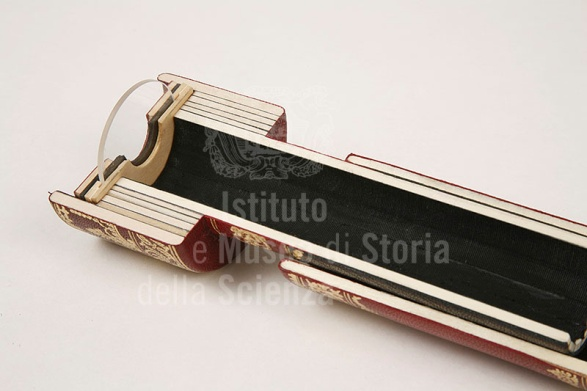 Istituto
e Museo di Storia
della Scienza